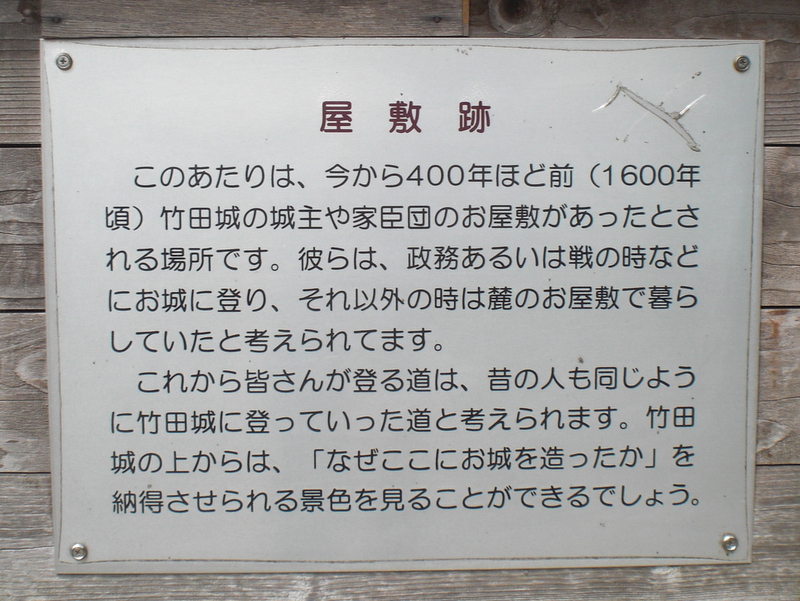 屋敷跡
このあたりは、今から400年ほど前（1600年
頃）竹田城の城主や家臣団のお屋敷があったとさ
れる場所です。彼らは、政務あるいは戦の時など
にお城に登り、それ以外の時は麓のお屋敷で暮ら
していたと考えられてます。
これから皆さんが登る道は、昔の人も同じよう
に竹田城に登っていった道と考えられます。竹田
城の上からは、「なぜここにお城を造ったか」を
納得させられる景色を見ることができるでしょう。